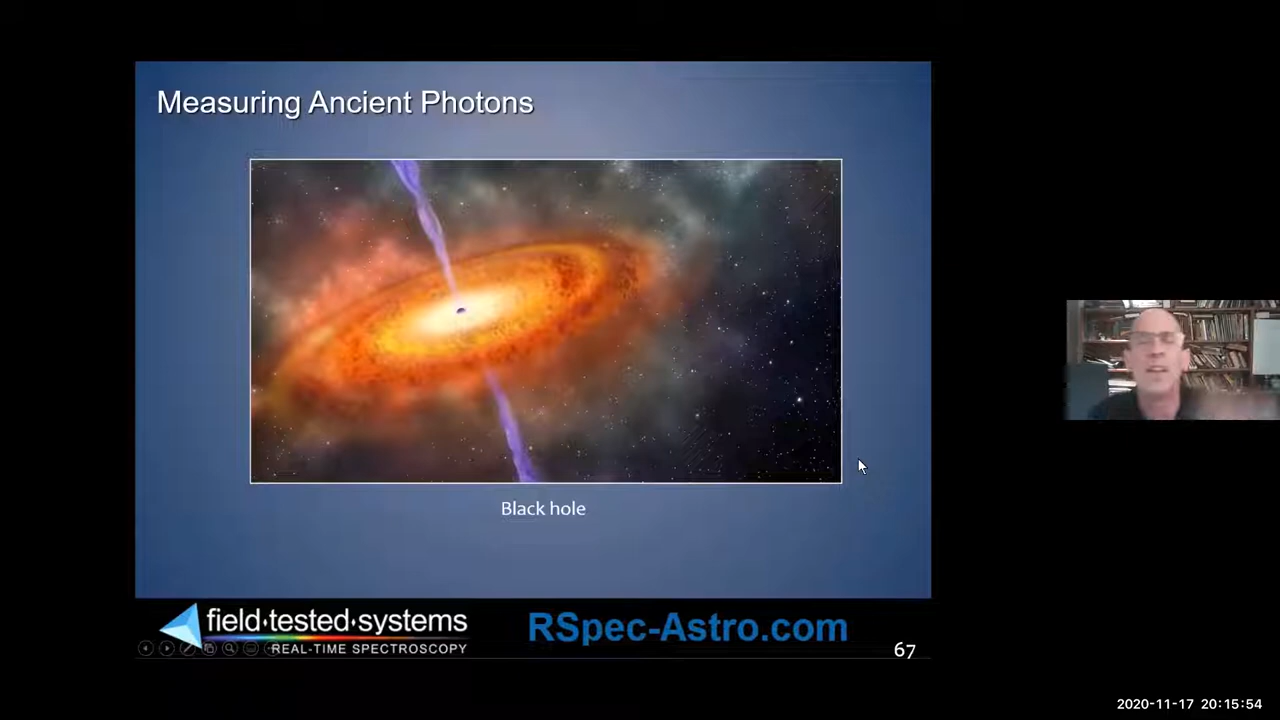 Measuring Ancient Photons
Black hole
field·tested·systems
REAL-TIME SPECTROSCOPY
RSpec-Astro.com
67
2020-11-17 20:15:54